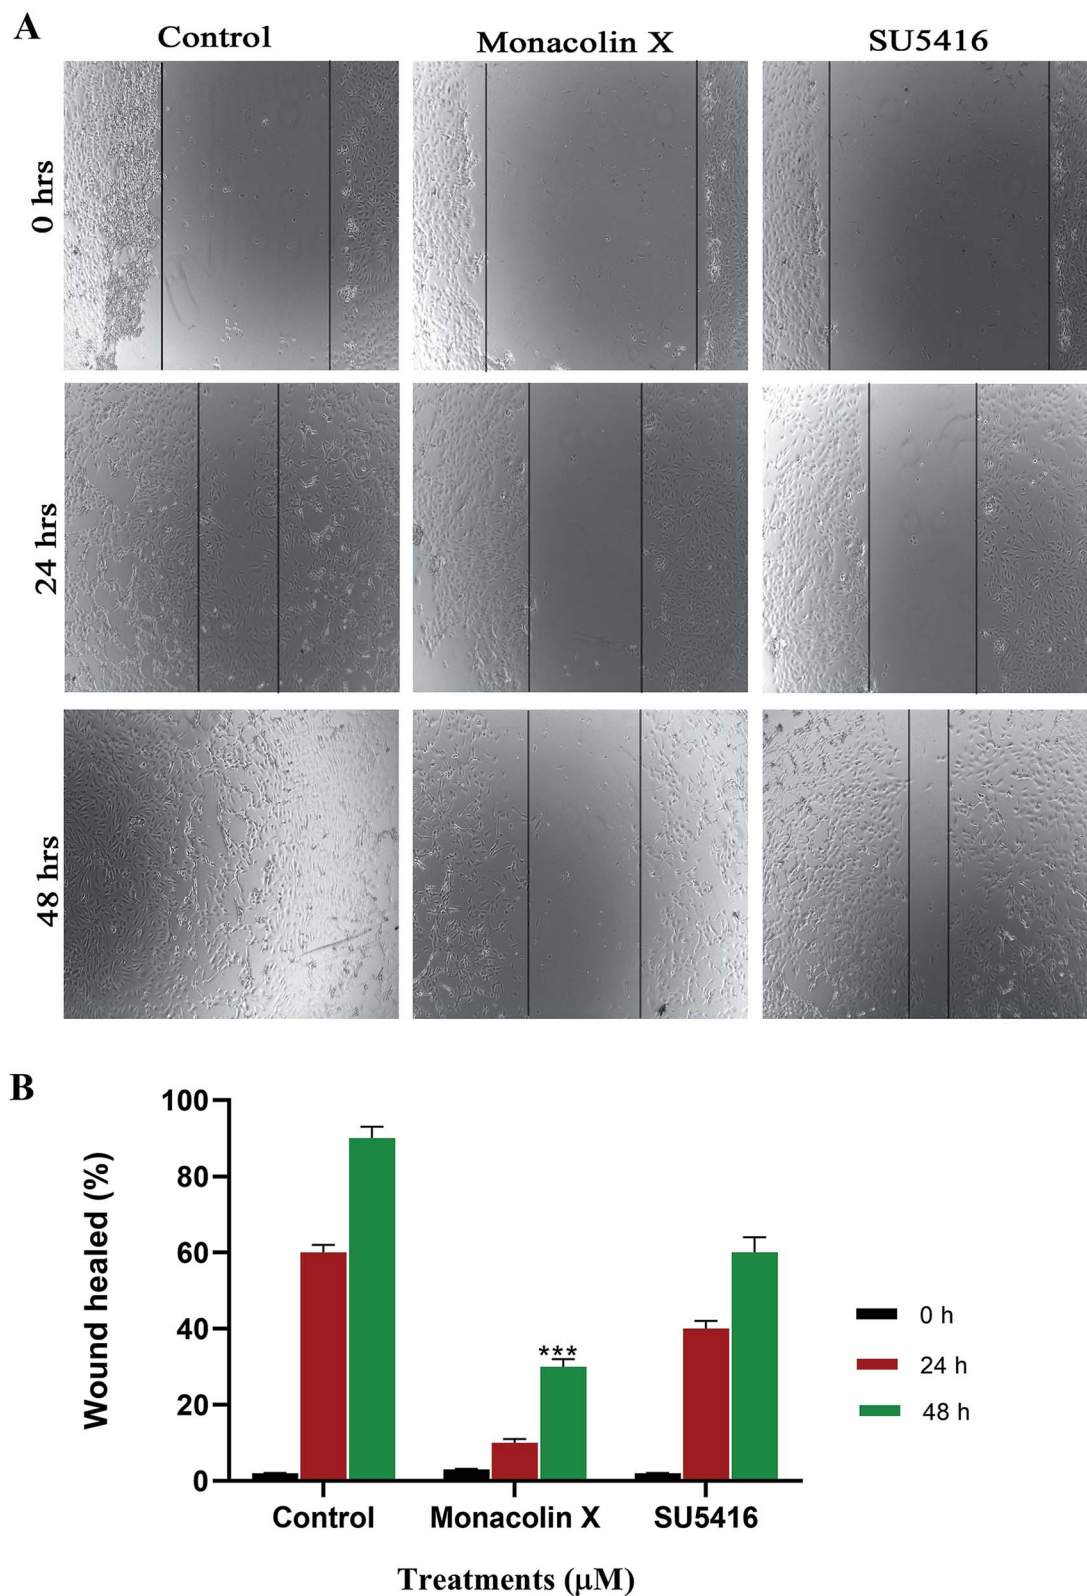 A
Control
Monacolin X
SU5416
0 hrs
24 hrs
48 hrs
B
Wound healed (%)
100
80
60
40
20
0
***
Control
Monacolin X
SU5416
Treatments (μM)
0 h
24 h
48 h